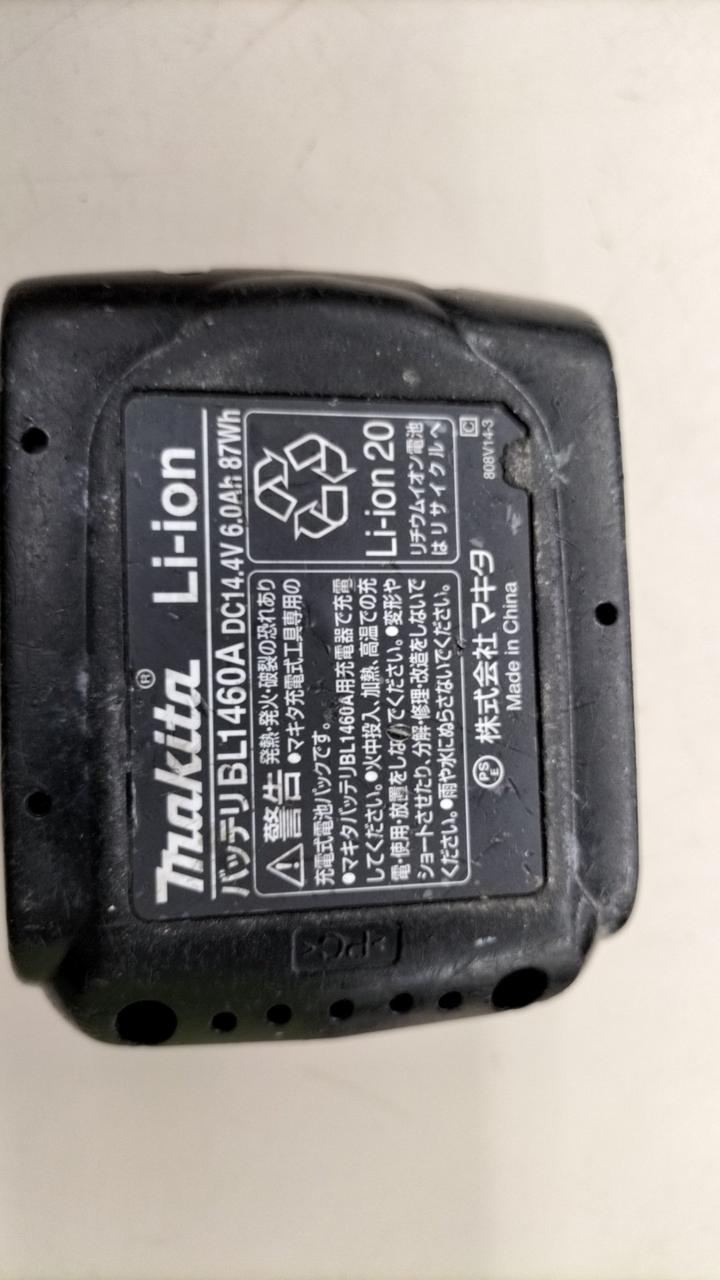 makita® Li-ion
バッテリ BL1460A DC14.4V 6.0Ah 87Wh
警告 発熱・発火・破裂の恐れあり
●マキタ充電式工具専用の
充電式電池パックです。
●マキタバッテリBL1460A用充電器で充電
してください。●火中投入、加熱、高温での充
電・使用・放置をしないでください。●変形や
ショートさせたり、分解・修理・改造をしないで
ください。●雨や水にぬらさないでください。
Li-ion 20
リチウムイオン電池
はリサイクルへ
PS
E
株式会社 マキタ
Made in China
808V14-3
C
>PC<